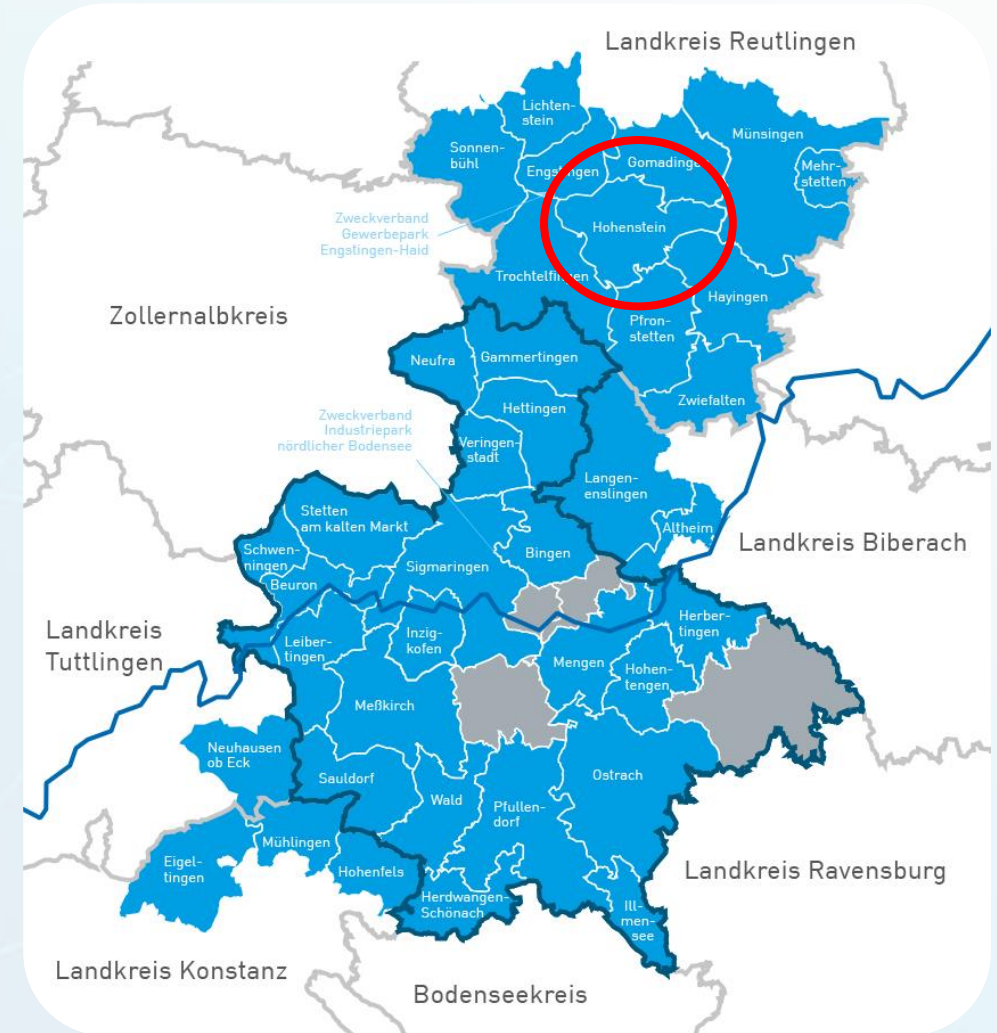 Landkreis Reutlingen
Lichten-
stein
Münsingen
Sonnen-
bühl
Engstingen
Gomadingen
Mehr-
stetten
Zweckverband
Gewerbepark
Engstingen-Haid
Hohenstein
Trochtelfingen
Hayingen
Zollernalbkreis
Pfron-
stetten
Neufra
Gammertingen
Zwiefalten
Hettingen
Zweckverband
Industriepark
nördlicher Bodensee
Veringen-
stadt
Langen-
enslingen
Stetten
am kalten Markt
Altheim
Landkreis Biberach
Schwen-
ningen
Bingen
Sigmaringen
Beuron
Landkreis
Tuttlingen
Leiber-
tingen
Inzig-
kofen
Herber-
tingen
Mengen
Hohen-
tengen
Meßkirch
Neuhausen
ob Eck
Sauldorf
Ostrach
Wald
Pfullen-
dorf
Mühlingen
Eigel-
tingen
Hohenfels
Landkreis Ravensburg
Herdwangen-
Schönach
Ill-
men-
see
Landkreis Konstanz
Bodenseekreis